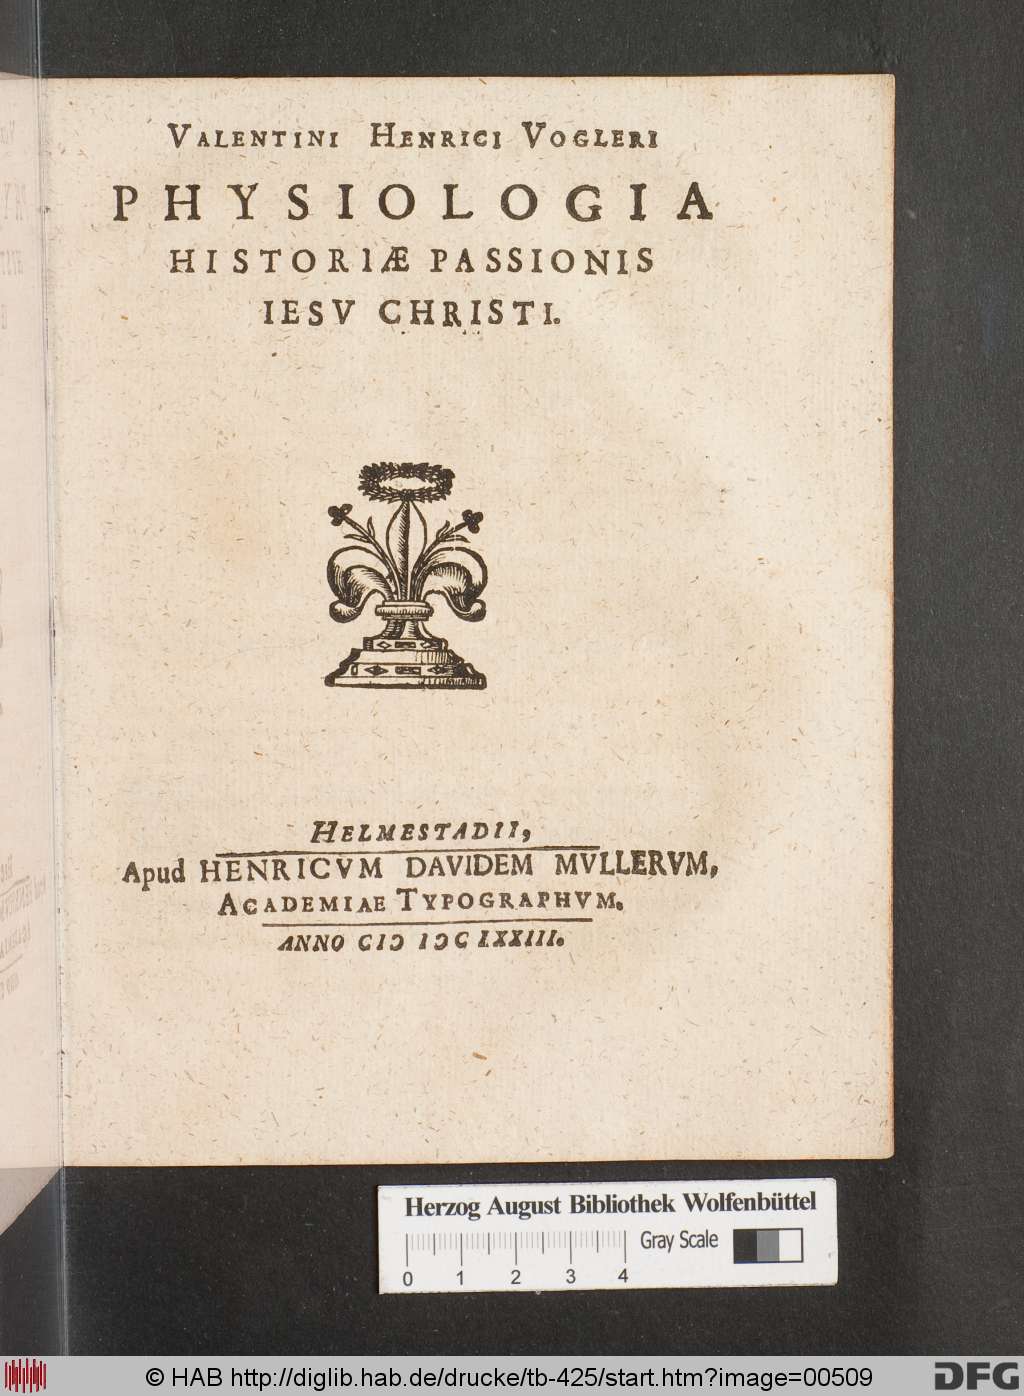 VALENTINI HENRICI VOGLERI
PHYSIOLOGIA
HISTORIÆ PASSIONIS
IESV CHRISTI.
HELMESTADII,
Apud HENRICVM DAVIDEM MVLLERVM,
ACADEMIAE TYPOGRAPHVM.
ANNO CIↃ IↃC LXXIII.
Herzog August Bibliothek Wolfenbüttel
Gray Scale
0 1 2 3 4
© HAB http://diglib.hab.de/drucke/tb-425/start.htm?image=00509
DFG